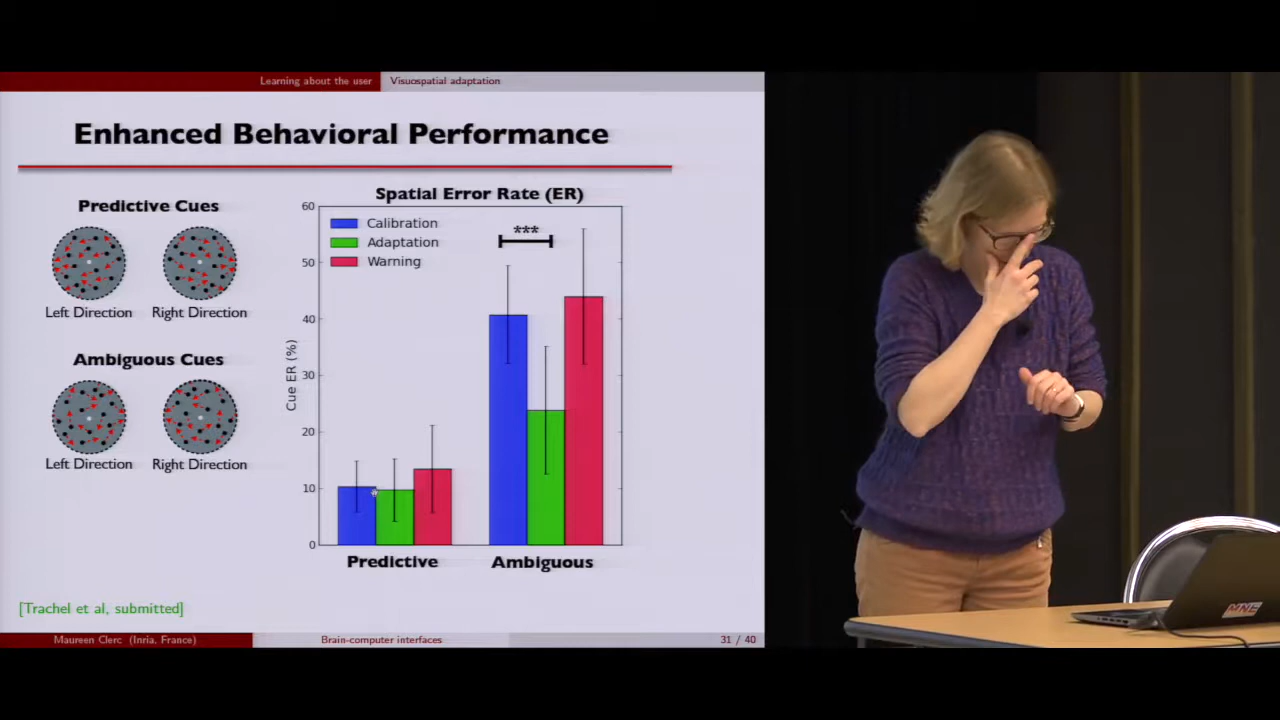 Learning about the user
Visuospatial adaptation
Enhanced Behavioral Performance
Predictive Cues
Left Direction
Right Direction
Ambiguous Cues
Left Direction
Right Direction
Spatial Error Rate (ER)
60
50
40
30
20
10
0
Cue ER (%)
Calibration
Adaptation
Warning
***
Predictive
Ambiguous
[Trachel et al, submitted]
Maureen Clerc (Inria, France)
Brain-computer interfaces
31 / 40
MNE